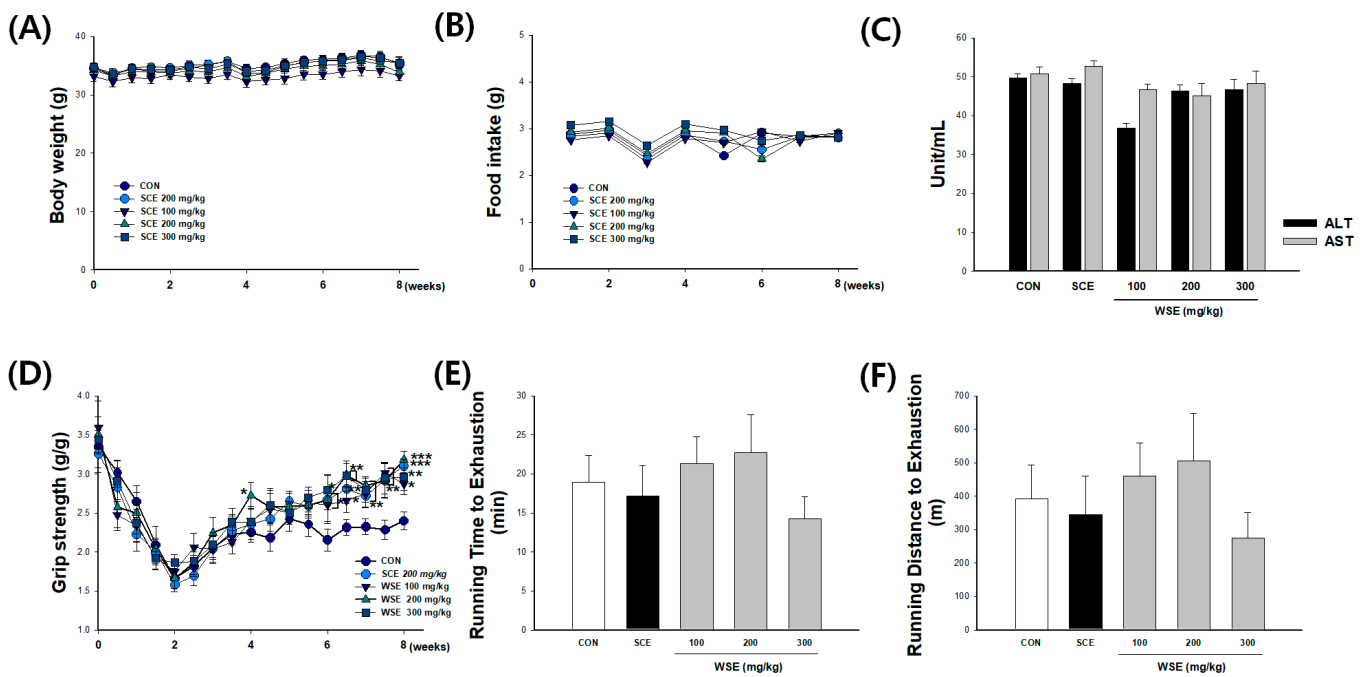 (A)
Body weight (g)
40
30
20
10
0
CON
SCE 200 mg/kg
SCE 100 mg/kg
SCE 200 mg/kg
SCE 300 mg/kg
0 2 4 6 8 (weeks)
(B)
Food intake (g)
5
4
3
2
1
0
CON
SCE 200 mg/kg
SCE 100 mg/kg
SCE 200 mg/kg
SCE 300 mg/kg
0 2 4 6 8 (weeks)
(C)
Unit/mL
60
50
40
30
20
10
0
CON SCE 100 200 300
WSE (mg/kg)
ALT
AST
(D)
Grip strength (g/g)
4.0
3.5
3.0
2.5
2.0
1.5
1.0
*
**
**
**
**
***
***
**
*
CON
SCE 200 mg/kg
WSE 100 mg/kg
WSE 200 mg/kg
WSE 300 mg/kg
0 2 4 6 8 (weeks)
(E)
Running Time to Exhaustion
(min)
30
25
20
15
10
5
0
CON SCE 100 200 300
WSE (mg/kg)
(F)
Running Distance to Exhaustion
(m)
700
600
500
400
300
200
100
0
CON SCE 100 200 300
WSE (mg/kg)